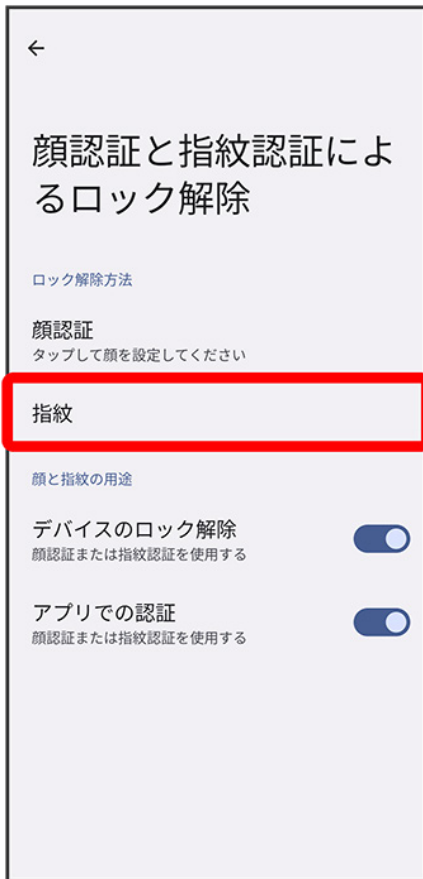 顔認証と指紋認証によ
るロック解除
ロック解除方法
顔認証
タップして顔を設定してください
指紋
顔と指紋の用途
デバイスのロック解除
顔認証または指紋認証を使用する
アプリでの認証
顔認証または指紋認証を使用する